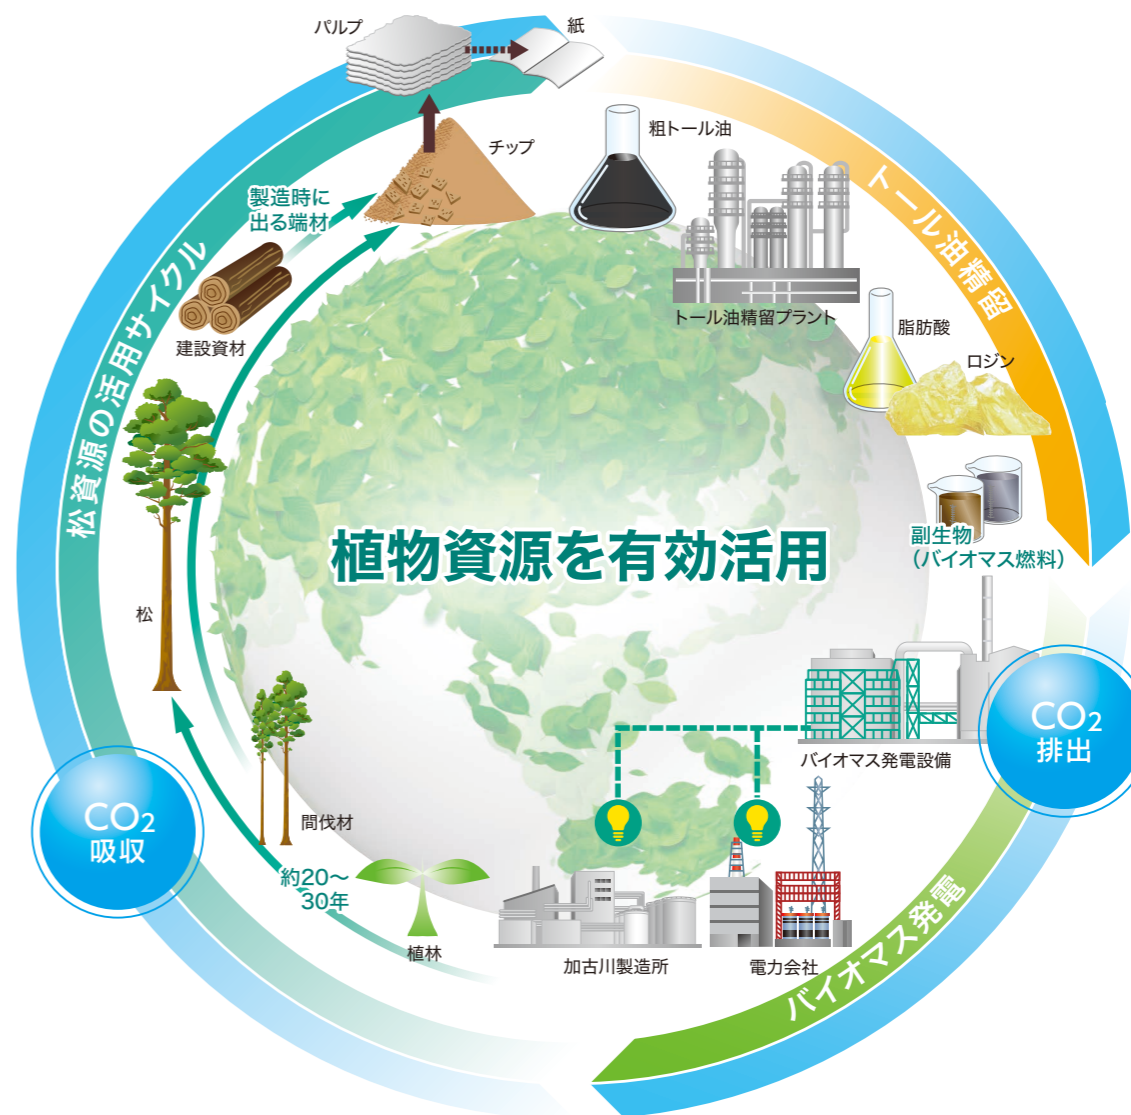 パルプ
紙
チップ
粗トール油
製造時に
出る端材
建設資材
トール油精留プラント
脂肪酸
ロジン
トール油精留
松資源の活用サイクル
植物資源を有効活用
副生物
（バイオマス燃料）
松
CO2
排出
バイオマス発電設備
CO2
吸収
間伐材
約20〜
30年
植林
加古川製造所
電力会社
バイオマス発電